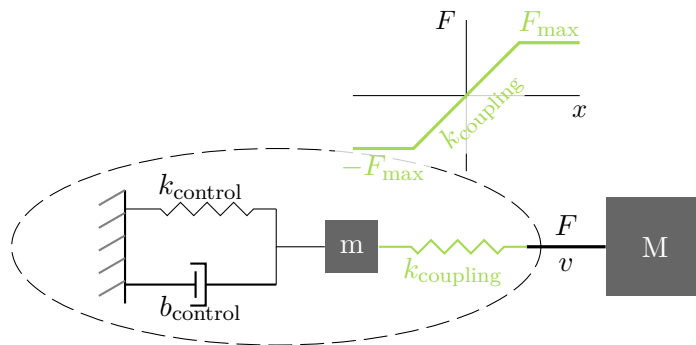 F
F_max
k_coupling
x
−F_max
k_control
m
F
M
v
k_coupling
b_control